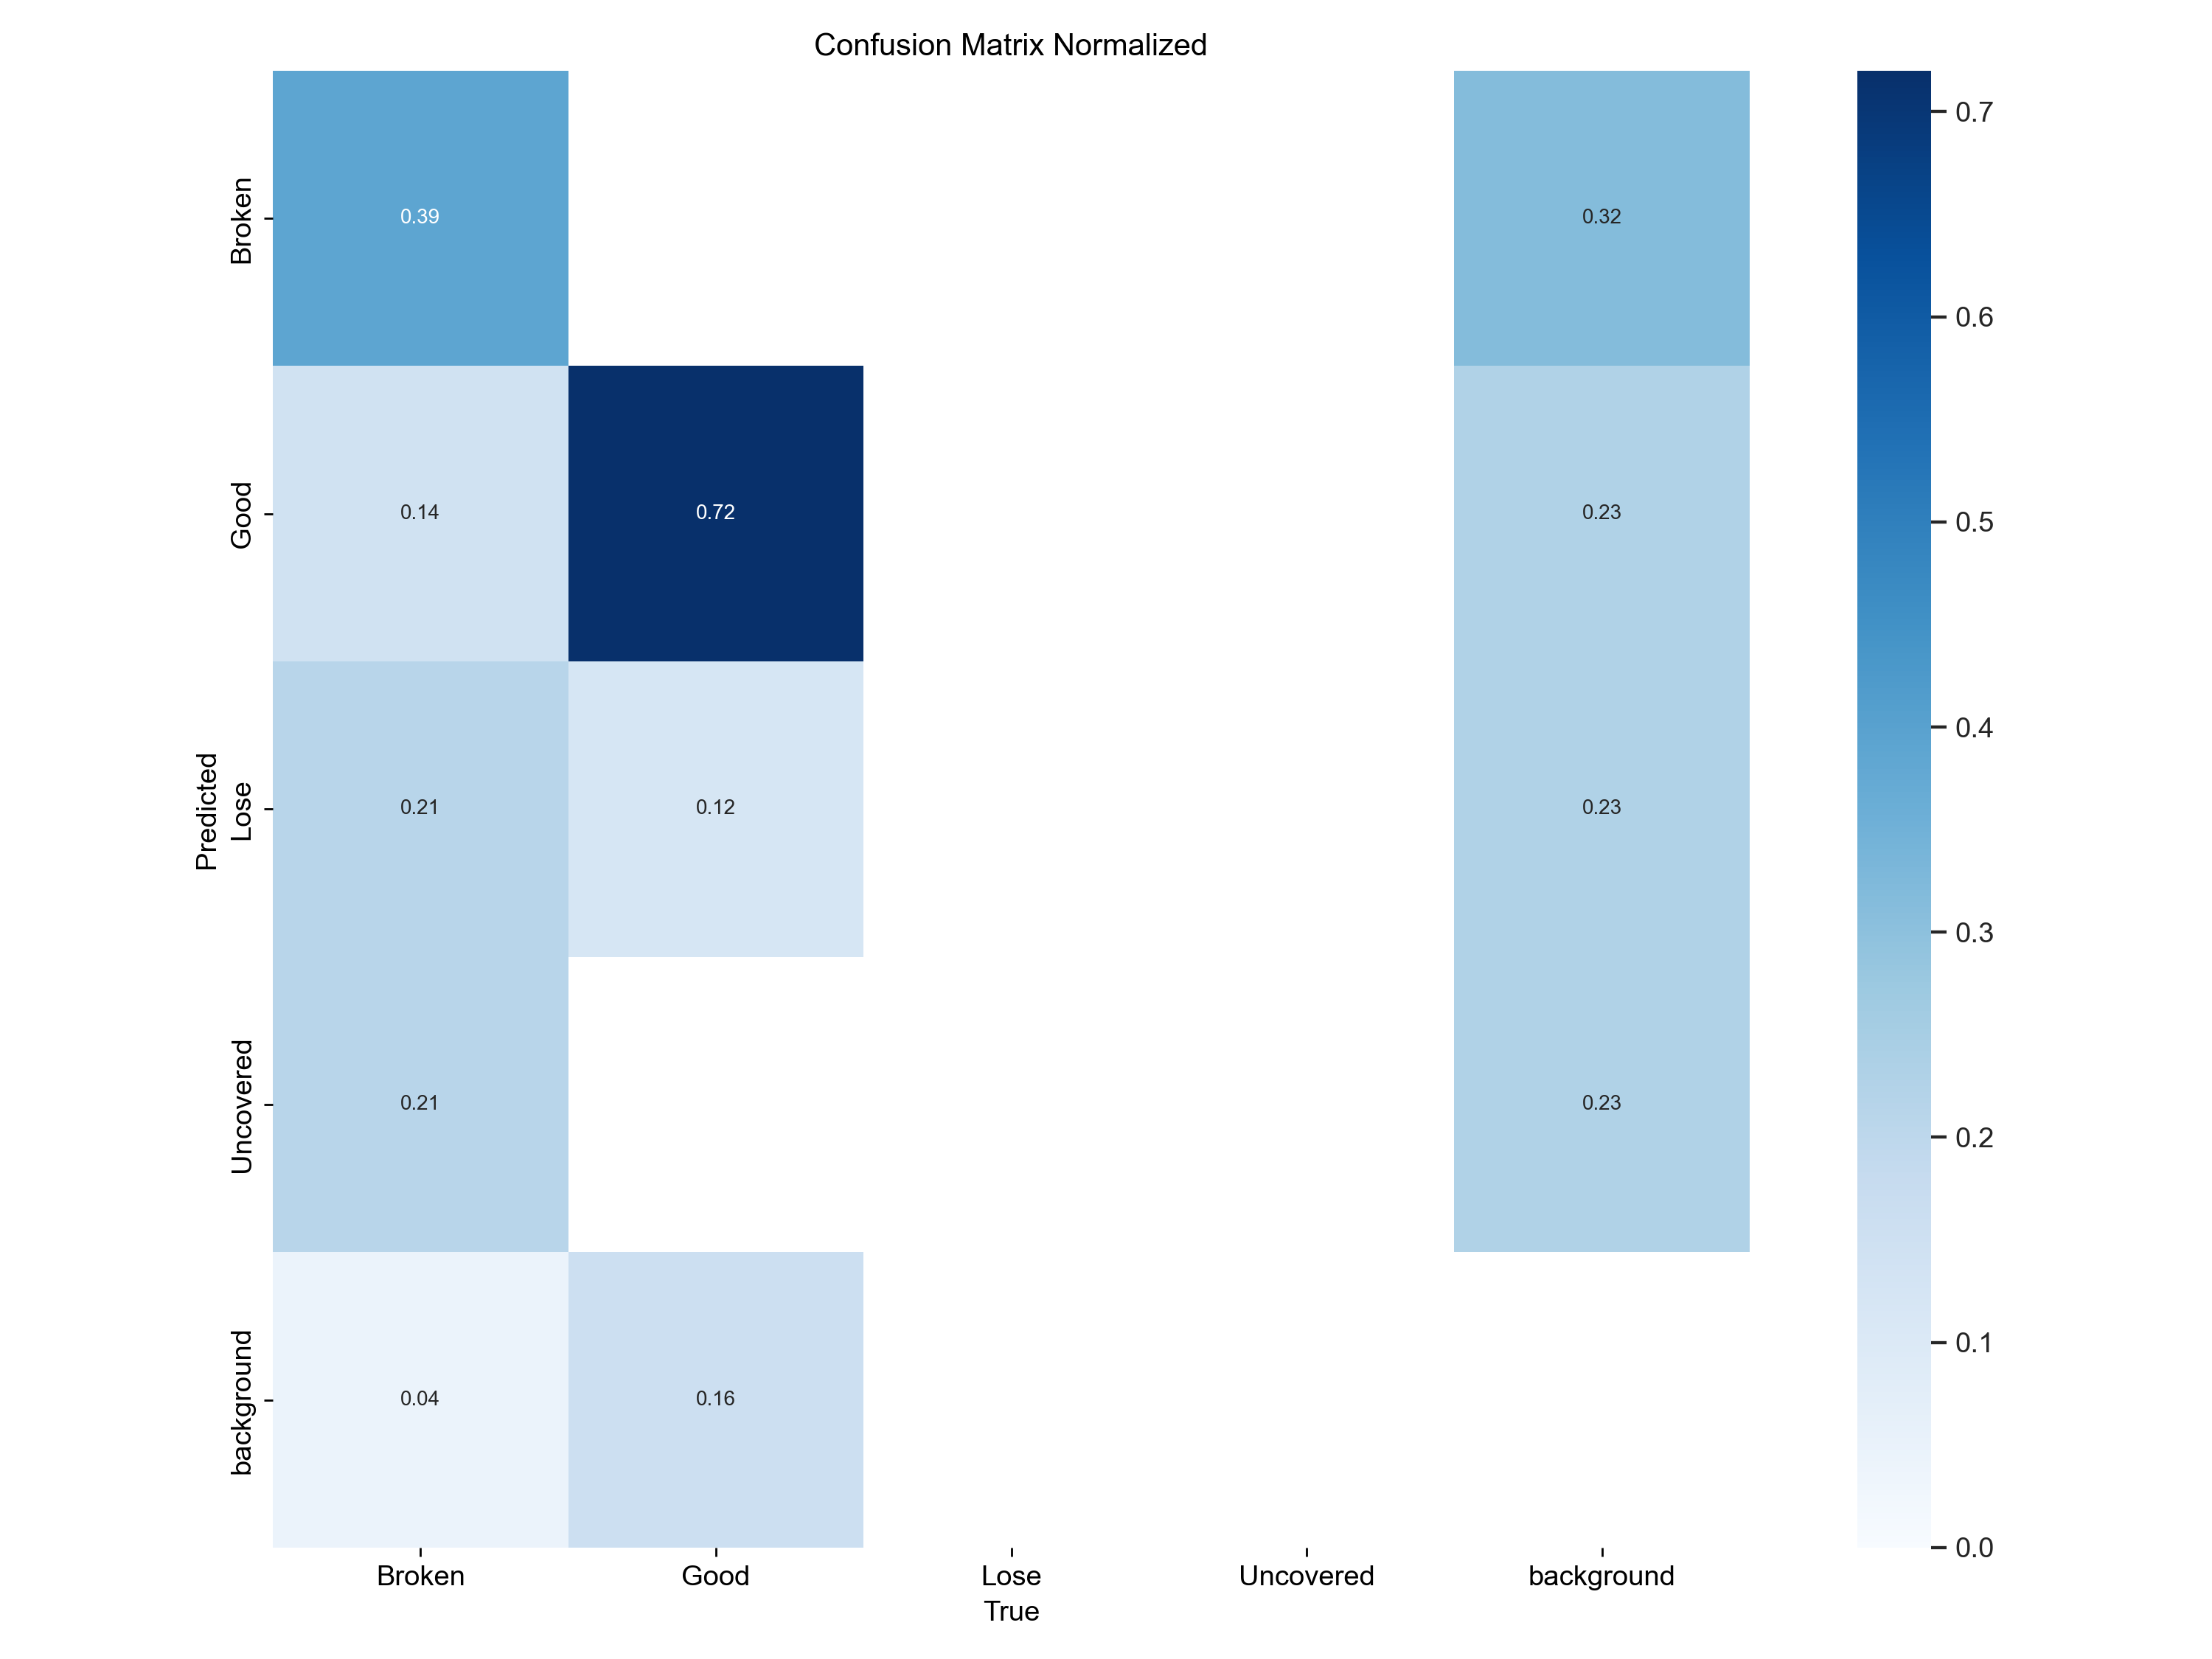 Confusion Matrix Normalized
Broken
0.39
0.32
Good
0.14
0.72
0.23
Predicted
Lose
0.21
0.12
0.23
Uncovered
0.21
0.23
background
0.04
0.16
Broken Good Lose Uncovered background
True
0.7
0.6
0.5
0.4
0.3
0.2
0.1
0.0